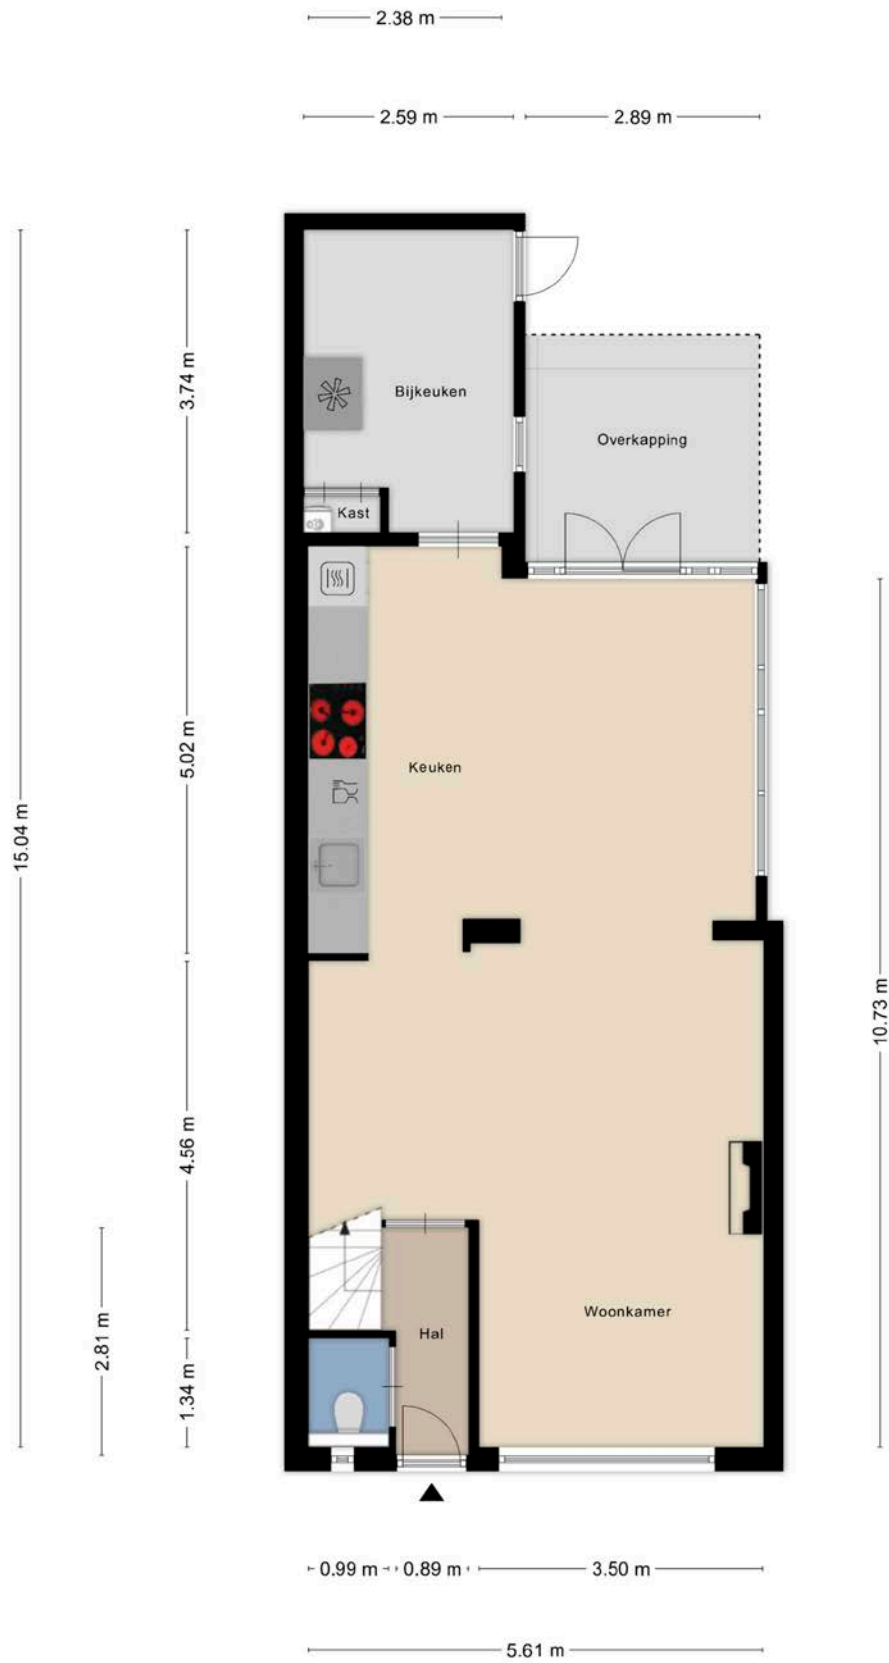 2.38 m
2.59 m
2.89 m
3.74 m
Bijkeuken
Overkapping
Kast
5.02 m
Keuken
15.04 m
10.73 m
4.56 m
2.81 m
Woonkamer
Hal
1.34 m
0.99 m
0.89 m
3.50 m
5.61 m